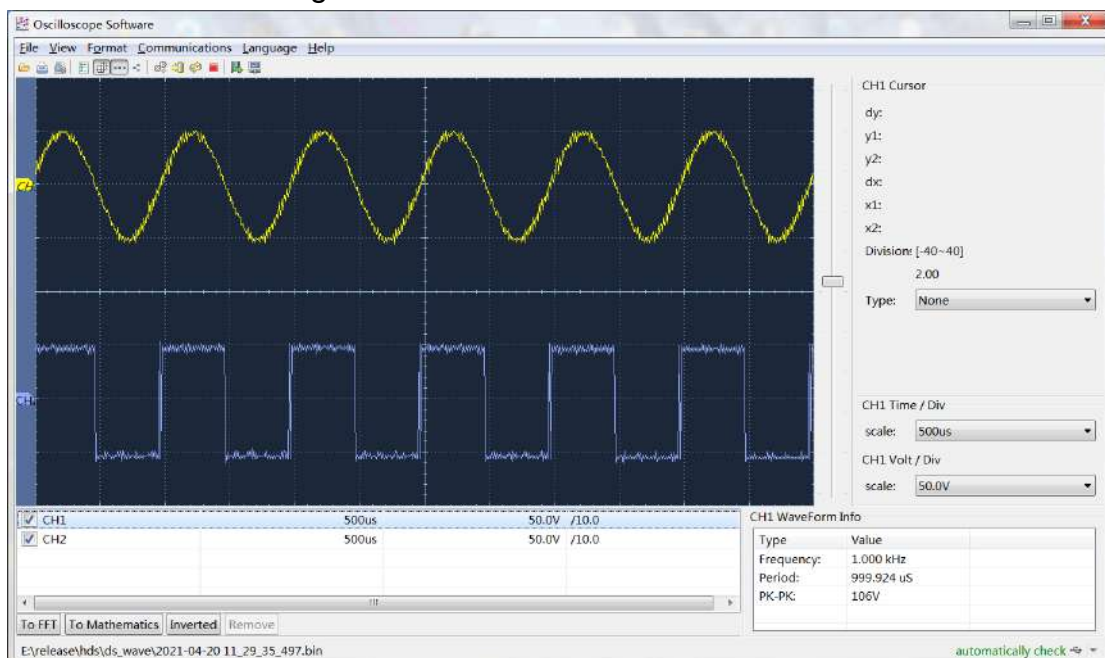 Oscilloscope Software
File View Format Communications Language Help
CH1 Cursor
dy:
y1:
y2:
dx:
x1:
x2:
Division: [-40~40]
2.00
Type: None
CH1 Time / Div
scale: 500us
CH1 Volt / Div
scale: 50.0V
CH1 500us 50.0V /10.0
CH2 500us 50.0V /10.0
CH1 WaveForm Info
Type Value
Frequency: 1.000 kHz
Period: 999.924 uS
PK-PK: 106V
To FFT To Mathematics Inverted Remove
E:\release\hds\ds_wave\2021-04-20 11_29_35_497.bin
automatically check